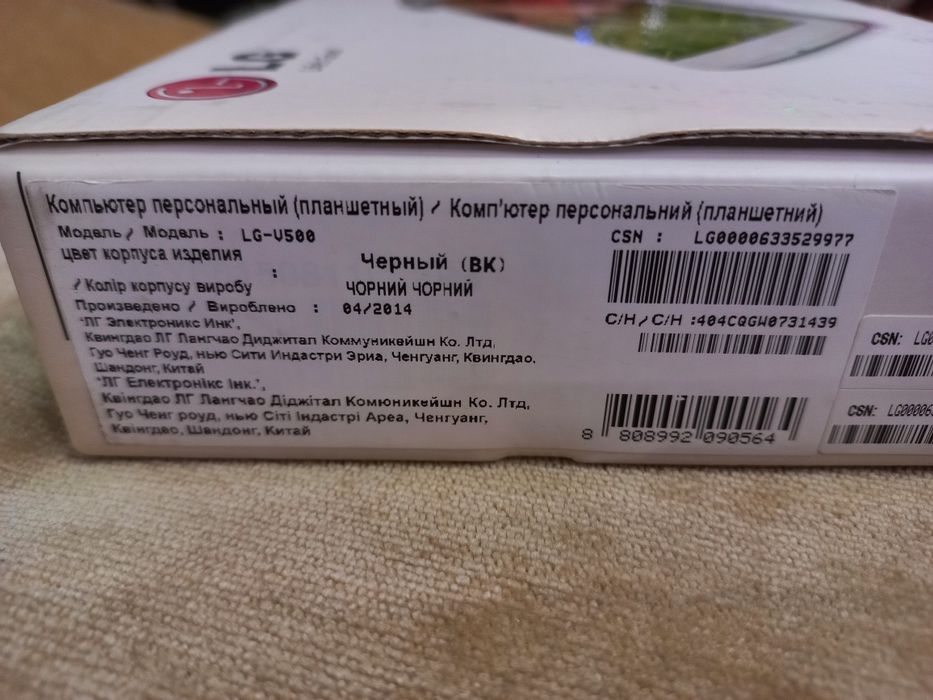 LG
Компьютер персональный (планшетный) / Комп'ютер персональний (планшетний)
Модель / Модель : LG-V500
цвет корпуса изделия
/ Колір корпусу виробу : Черный (BK)
ЧОРНИЙ ЧОРНИЙ
Произведено / Вироблено : 04/2014
"ЛГ Электроникс Инк",
Квингдао ЛГ Лангчао Диджитал Коммуникейшн Ко. Лтд,
Гуо Ченг Роуд, нью Сити Индастри Эриа, Ченгуанг, Квингдао,
Шандонг, Китай
"ЛГ Електронікс Інк.",
Квінгдао ЛГ Лангчао Діджітал Комюникейшн Ко. Лтд,
Гуо Ченг роуд, нью Сіті Індастрі Ареа, Ченгуанг,
Квінгдао, Шандонг, Китай
CSN : LG0000633529977
С/Н / С/Н :404CQGW0731439
8 808992 090564
CSN: LG0
CSN: LG00006